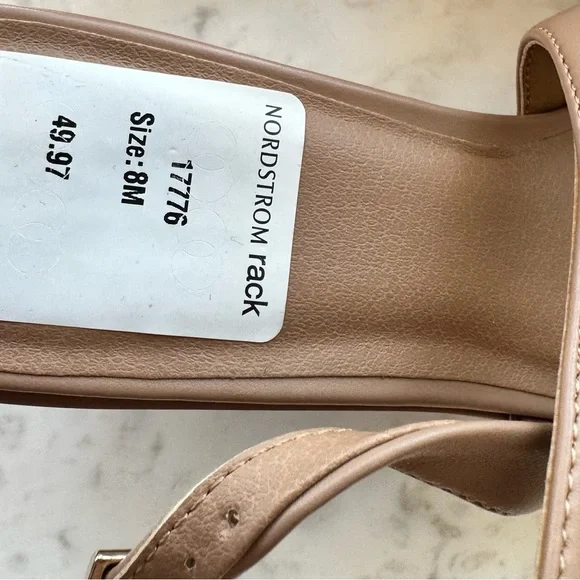 NORDSTROM rack
17776
Size: 8M
49.97